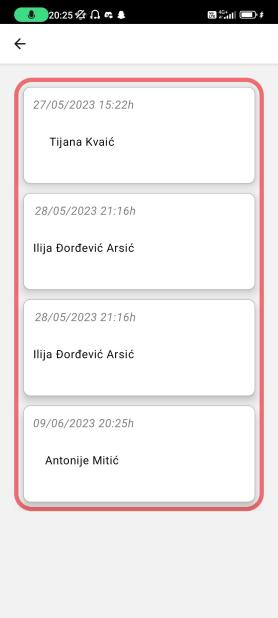 20:25
27/05/2023 15:22h
Tijana Kvaić
28/05/2023 21:16h
Ilija Đorđević Arsić
28/05/2023 21:16h
Ilija Đorđević Arsić
09/06/2023 20:25h
Antonije Mitić